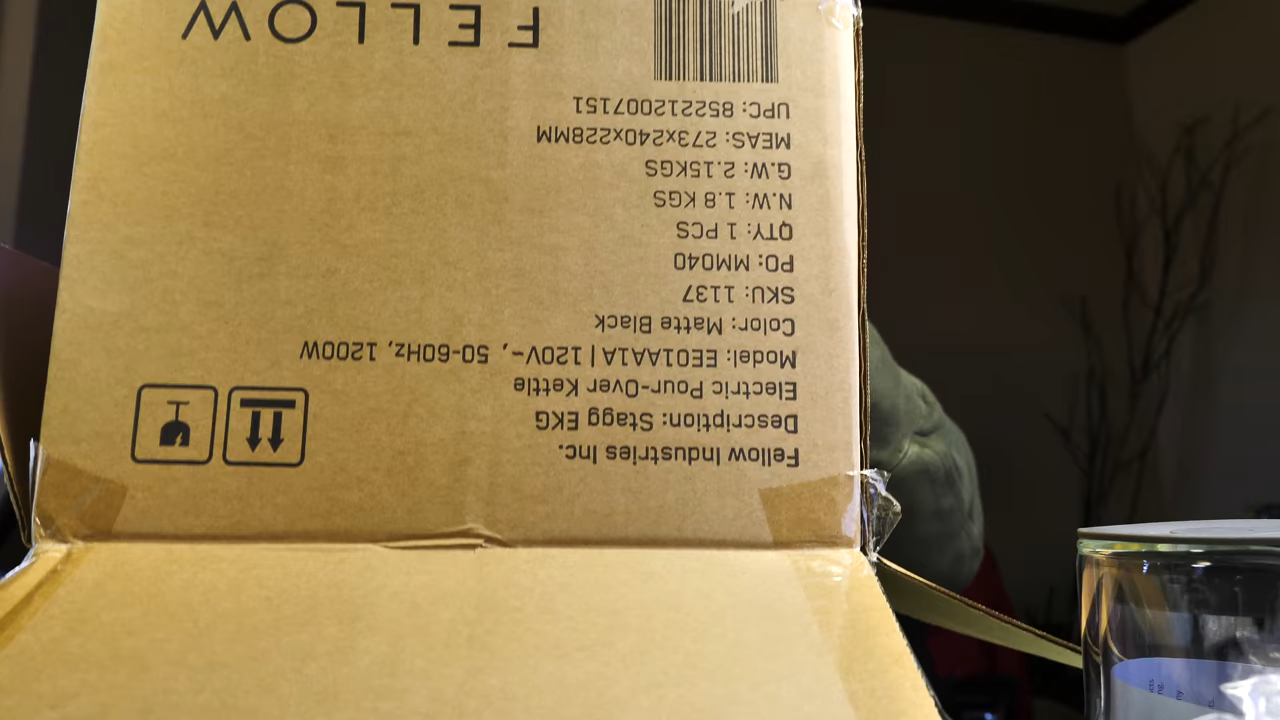 Fellow Industries Inc.
Description: Stagg EKG
Electric Pour-Over Kettle
Model: EE01AA1A | 120V~, 50-60Hz, 1200W
Color: Matte Black
SKU: 1137
PO: MM040
QTY: 1 PCS
N.W: 1.8 KGS
G.W: 2.15KGS
MEAS: 273x240x228MM
UPC: 852212007151
FELLOW